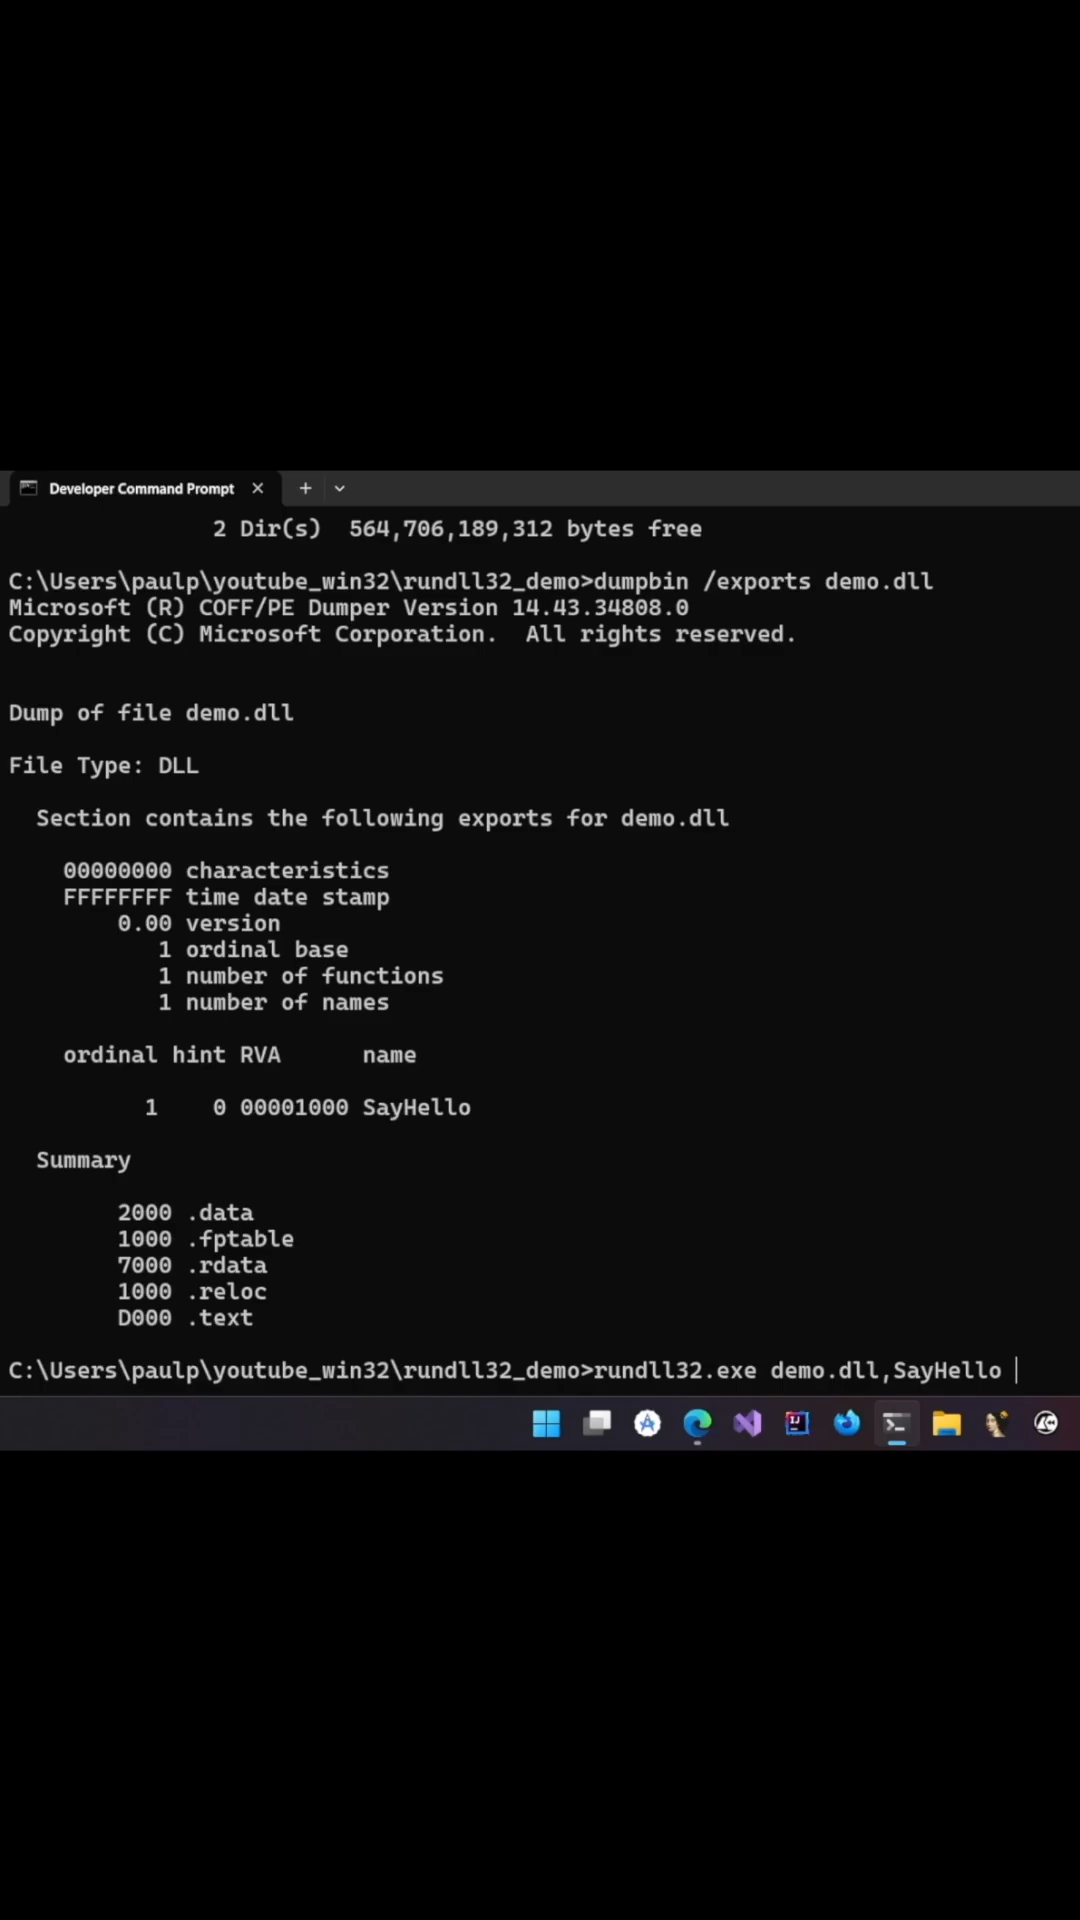 Developer Command Prompt
2 Dir(s)  564,706,189,312 bytes free
C:\Users\paulp\youtube_win32\rundll32_demo>dumpbin /exports demo.dll
Microsoft (R) COFF/PE Dumper Version 14.43.34808.0
Copyright (C) Microsoft Corporation.  All rights reserved.
Dump of file demo.dll
File Type: DLL
Section contains the following exports for demo.dll
00000000 characteristics
FFFFFFFF time date stamp
0.00 version
1 ordinal base
1 number of functions
1 number of names
ordinal hint RVA      name
1    0 00001000 SayHello
Summary
2000 .data
1000 .fptable
7000 .rdata
1000 .reloc
D000 .text
C:\Users\paulp\youtube_win32\rundll32_demo>rundll32.exe demo.dll,SayHello